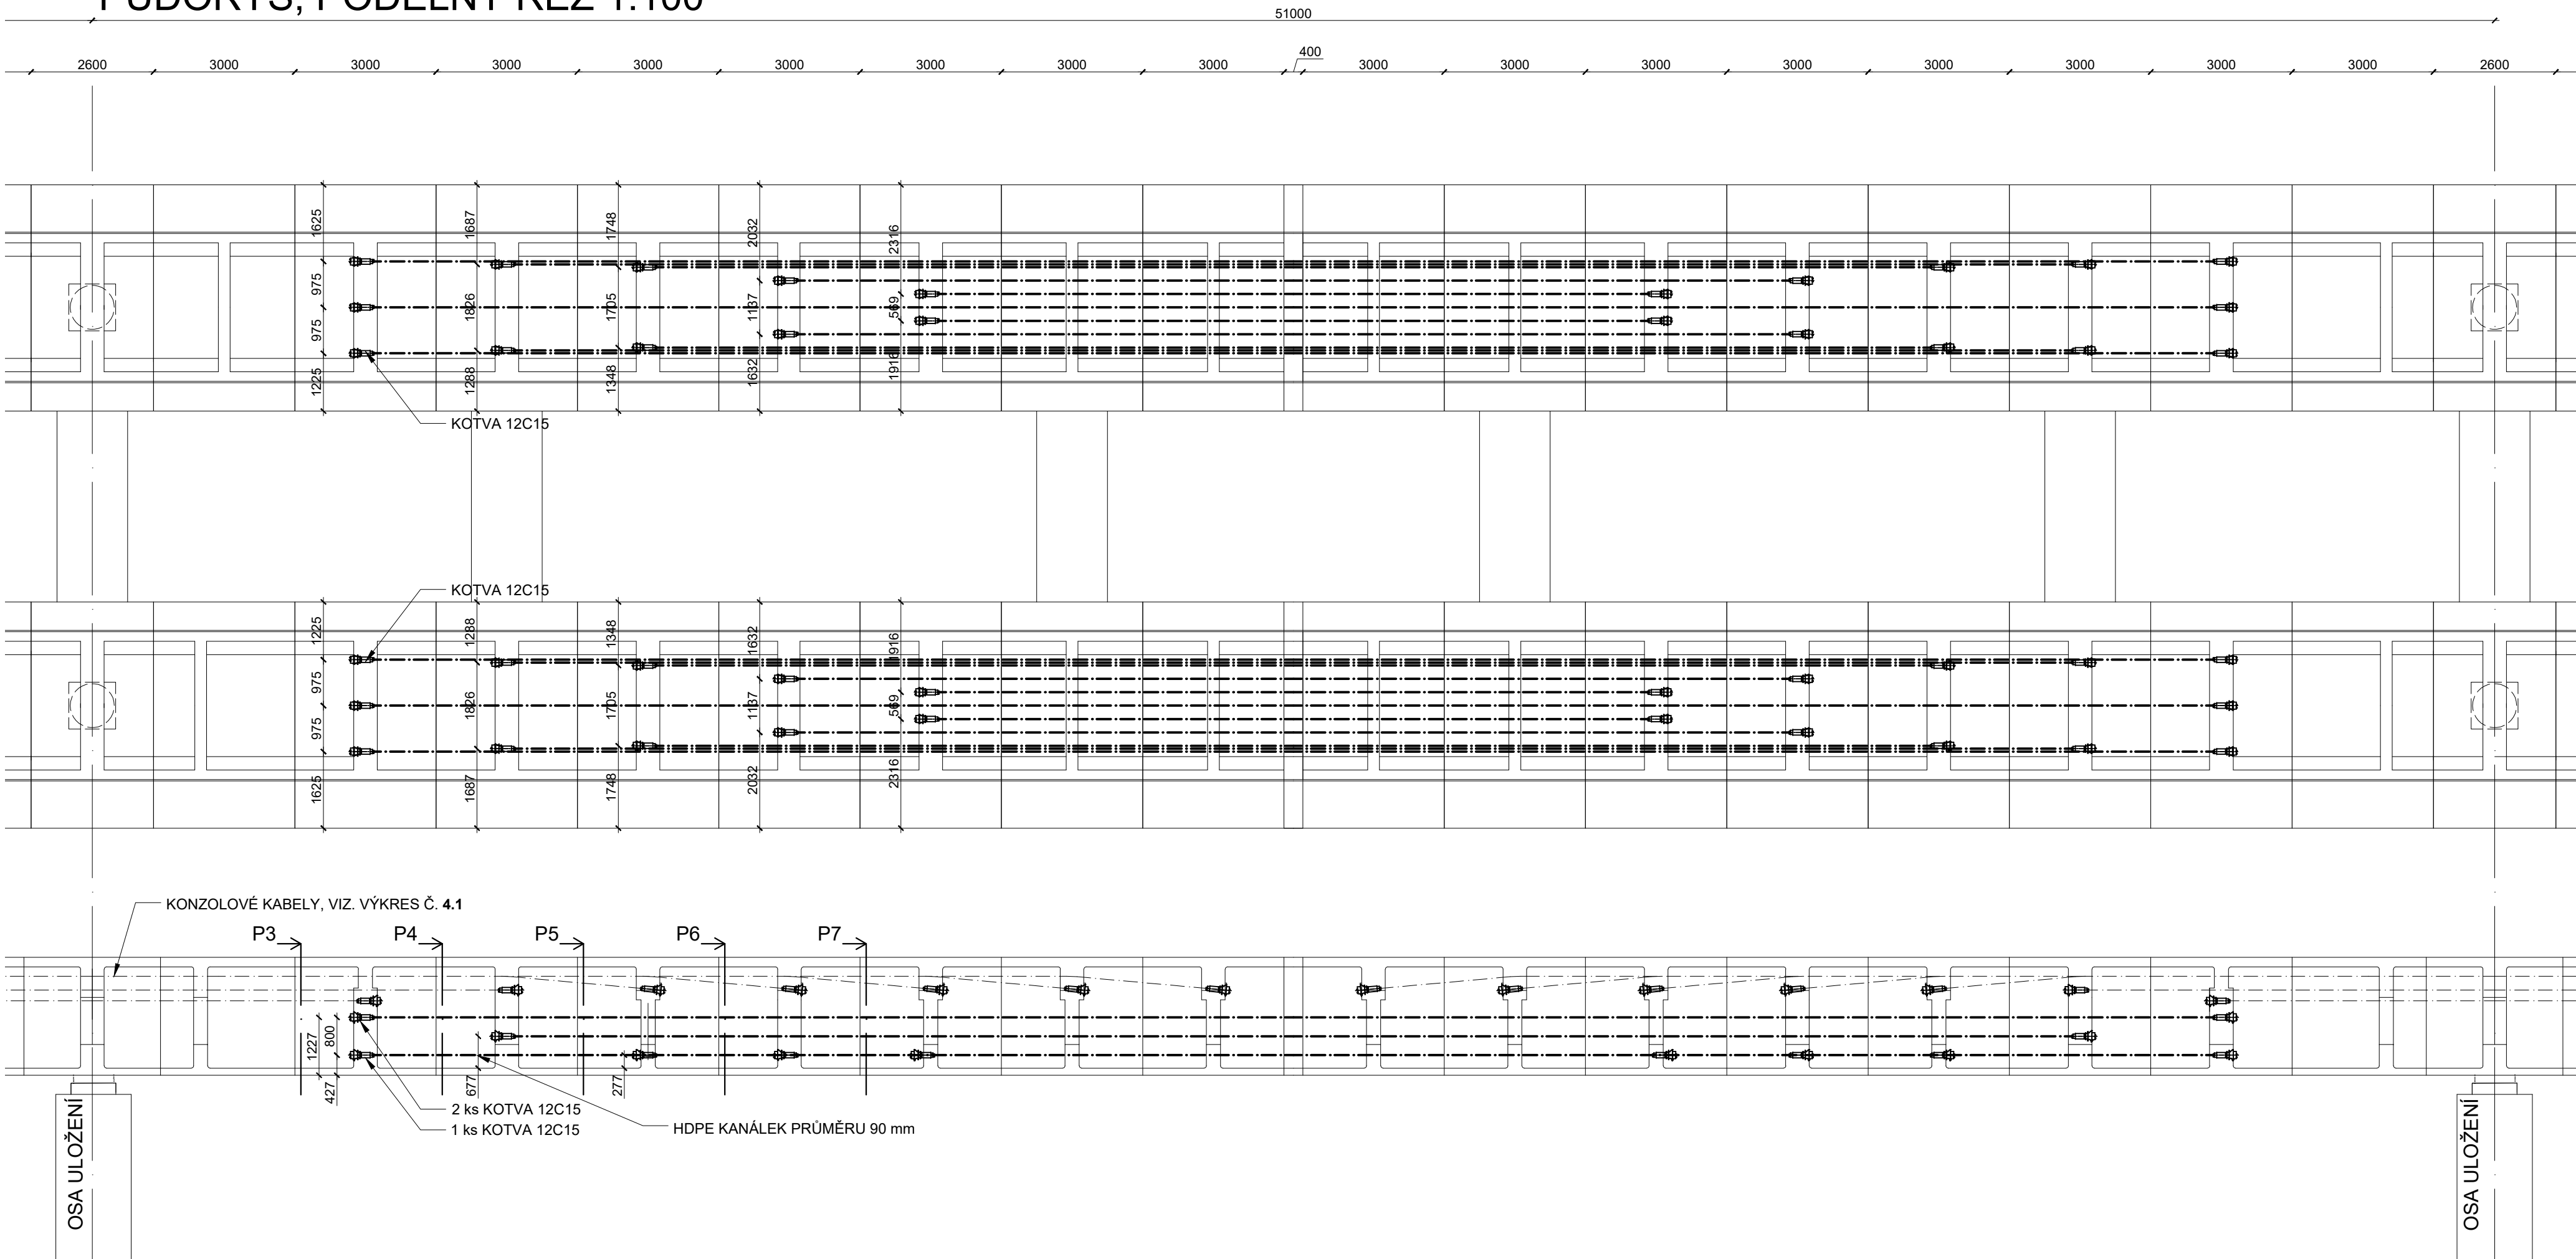 PŮDORYS, PODÉLNÝ ŘEZ 1:100
51000
400
2600 3000 3000 3000 3000 3000 3000 3000 3000 3000 3000 3000 3000 3000 3000 3000 3000 2600
1625 1687 1748 2032 2316
975 1826 1705 1137 569
975
1225 1288 1348 1632 1916
KOTVA 12C15
KOTVA 12C15
1225 1288 1348 1632 1916
975 1826 1705 1137 569
975
1625 1687 1748 2032 2316
KONZOLOVÉ KABELY, VIZ. VÝKRES Č. 4.1
P3 P4 P5 P6 P7
1227 800
427 677 277
2 ks KOTVA 12C15
1 ks KOTVA 12C15
HDPE KANÁLEK PRŮMĚRU 90 mm
OSA ULOŽENÍ
OSA ULOŽENÍ